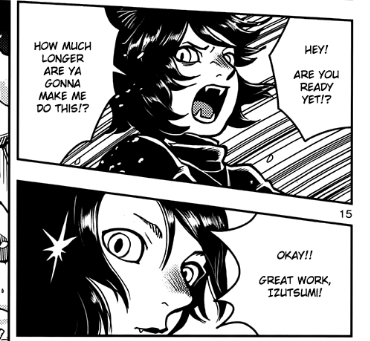 HEY!
ARE YOU
READY
YET!?
HOW MUCH
LONGER
ARE YA
GONNA
MAKE ME
DO THIS!?
15
OKAY!!
GREAT WORK,
IZUTSUMI!